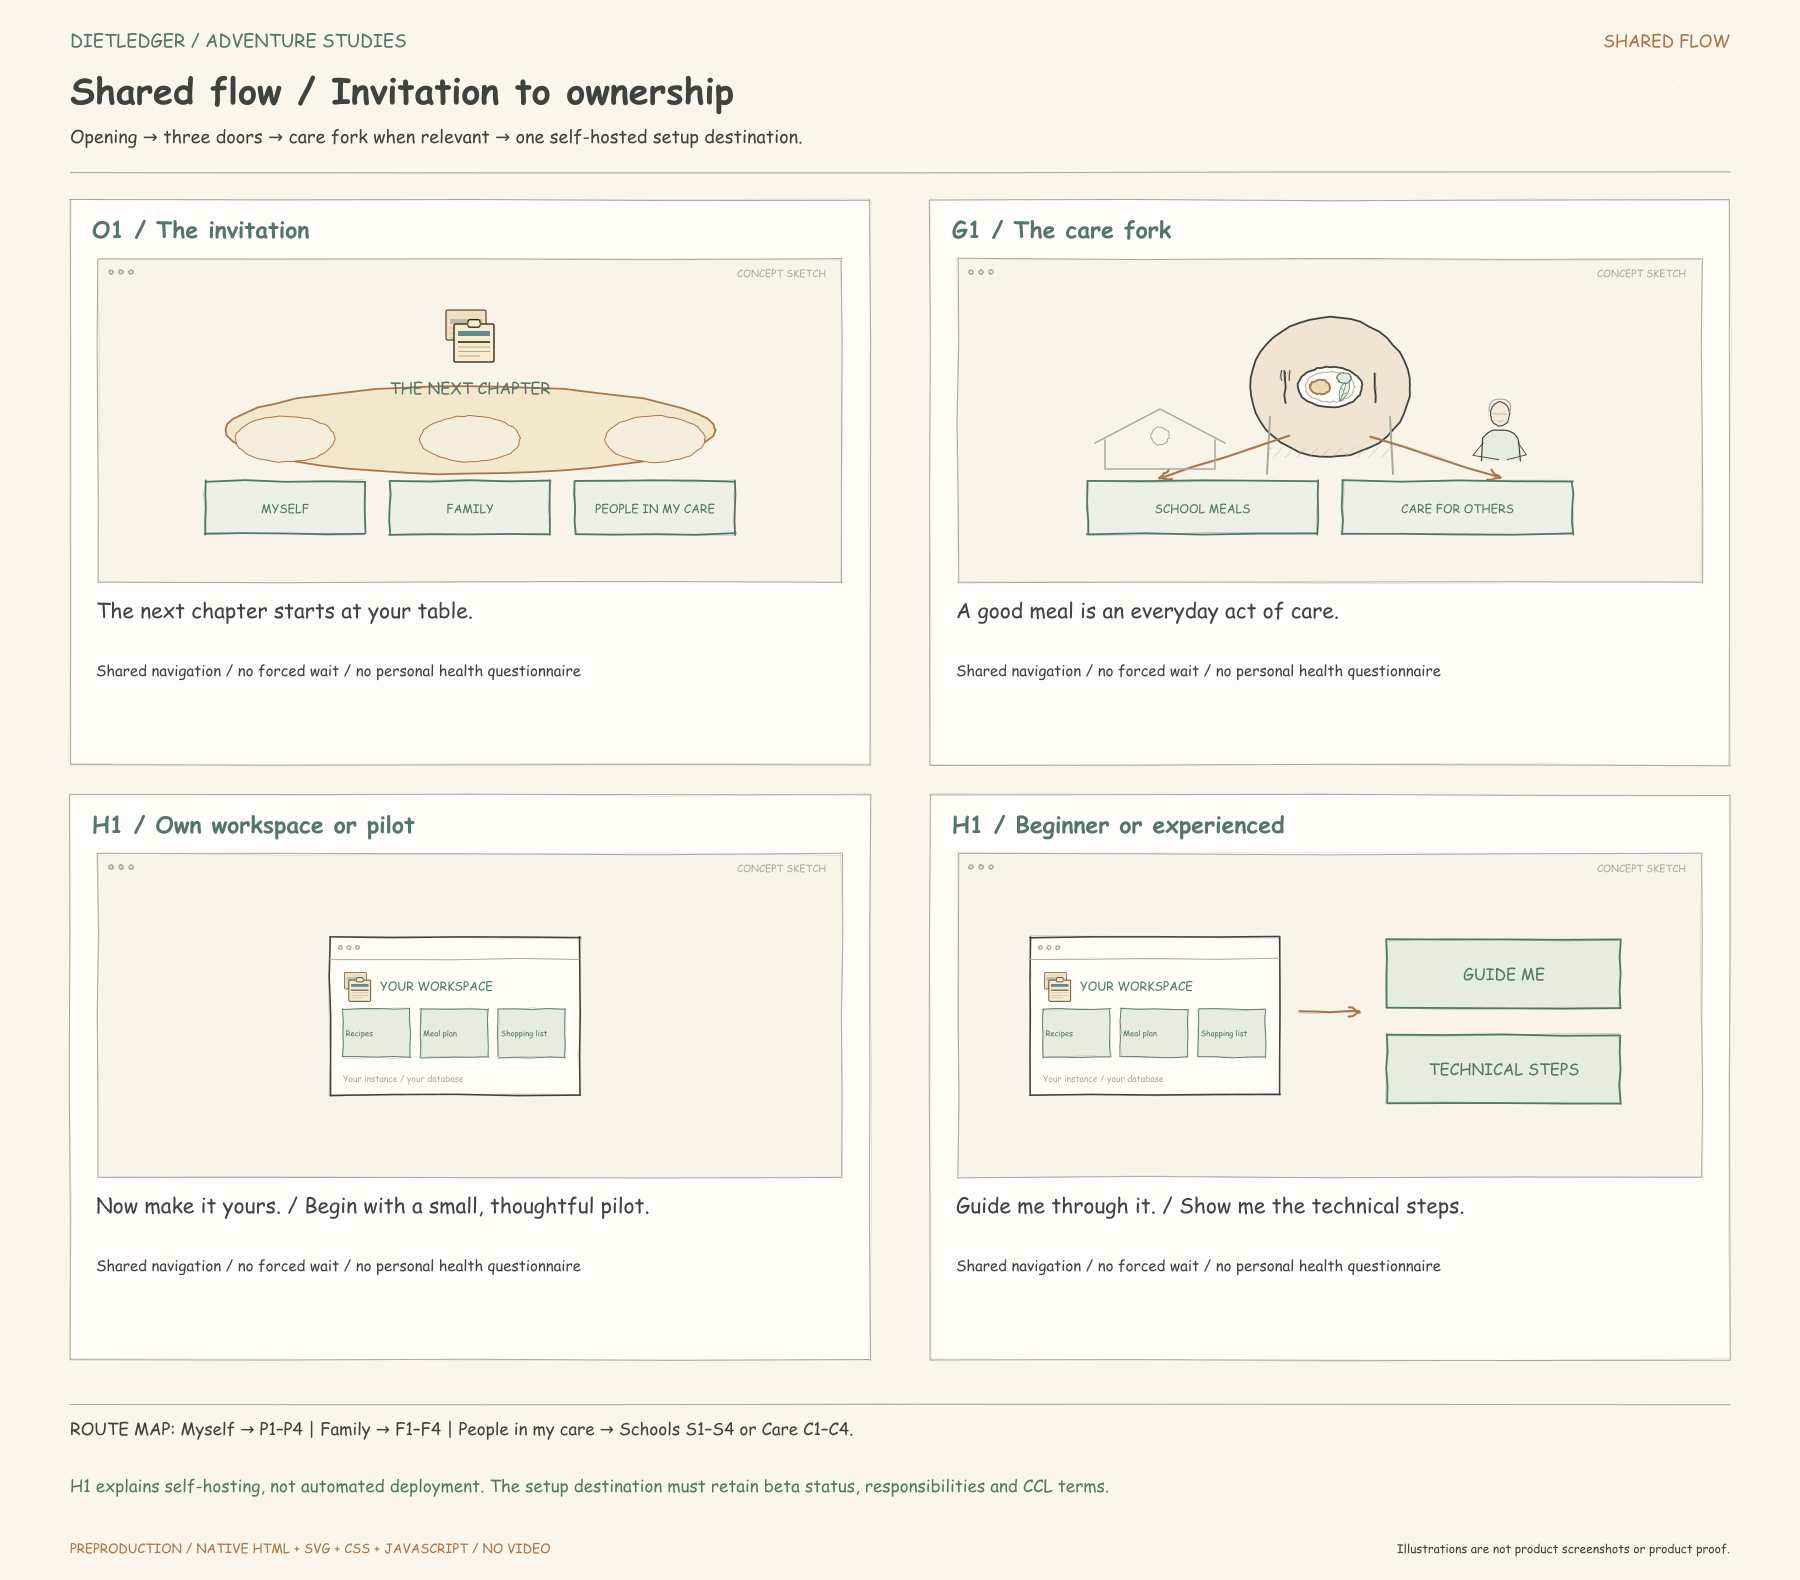 DIETLEDGER / ADVENTURE STUDIES
SHARED FLOW
Shared flow / Invitation to ownership
Opening → three doors → care fork when relevant → one self-hosted setup destination.
O1 / The invitation
CONCEPT SKETCH
THE NEXT CHAPTER
MYSELF
FAMILY
PEOPLE IN MY CARE
The next chapter starts at your table.
Shared navigation / no forced wait / no personal health questionnaire
G1 / The care fork
CONCEPT SKETCH
SCHOOL MEALS
CARE FOR OTHERS
A good meal is an everyday act of care.
Shared navigation / no forced wait / no personal health questionnaire
H1 / Own workspace or pilot
CONCEPT SKETCH
YOUR WORKSPACE
Recipes
Meal plan
Shopping list
Your instance / your database
Now make it yours. / Begin with a small, thoughtful pilot.
Shared navigation / no forced wait / no personal health questionnaire
H1 / Beginner or experienced
CONCEPT SKETCH
YOUR WORKSPACE
Recipes
Meal plan
Shopping list
Your instance / your database
GUIDE ME
TECHNICAL STEPS
Guide me through it. / Show me the technical steps.
Shared navigation / no forced wait / no personal health questionnaire
ROUTE MAP: Myself → P1–P4 | Family → F1–F4 | People in my care → Schools S1–S4 or Care C1–C4.
H1 explains self-hosting, not automated deployment. The setup destination must retain beta status, responsibilities and CCL terms.
PREPRODUCTION / NATIVE HTML + SVG + CSS + JAVASCRIPT / NO VIDEO
Illustrations are not product screenshots or product proof.